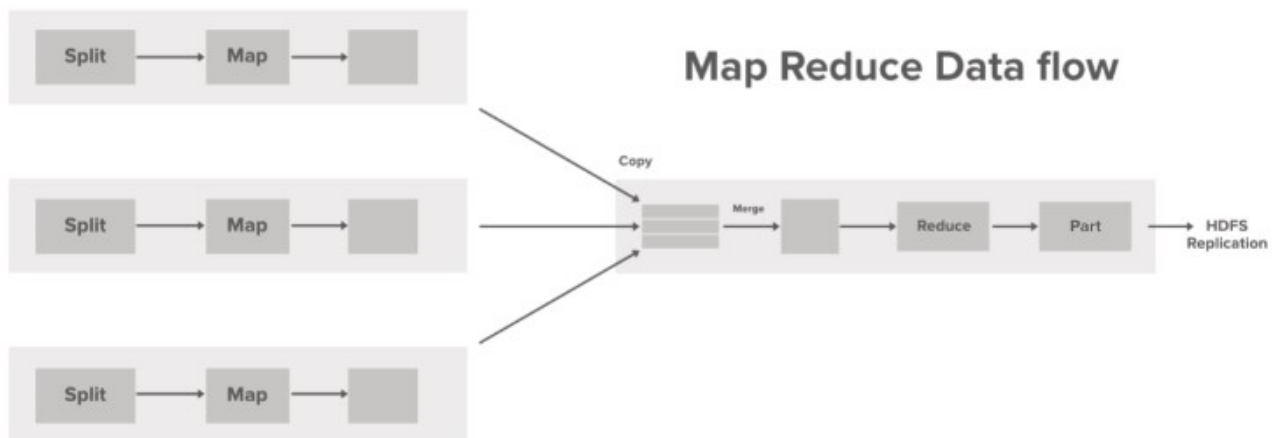 Map Reduce Data flow
Split
Map
Split
Map
Split
Map
Copy
Merge
Reduce
Part
HDFS
Replication